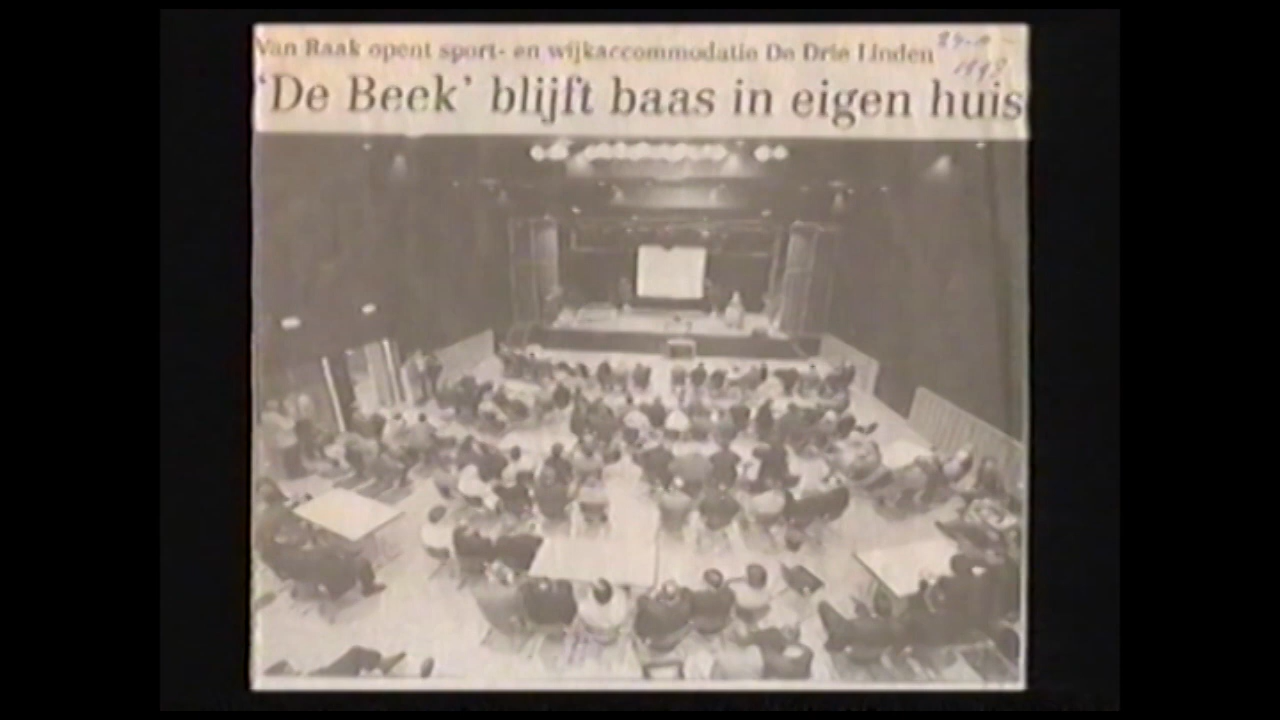 Van Raak opent sport- en wijkaccommodatie De Drie Linden
'De Beek' blijft baas in eigen huis